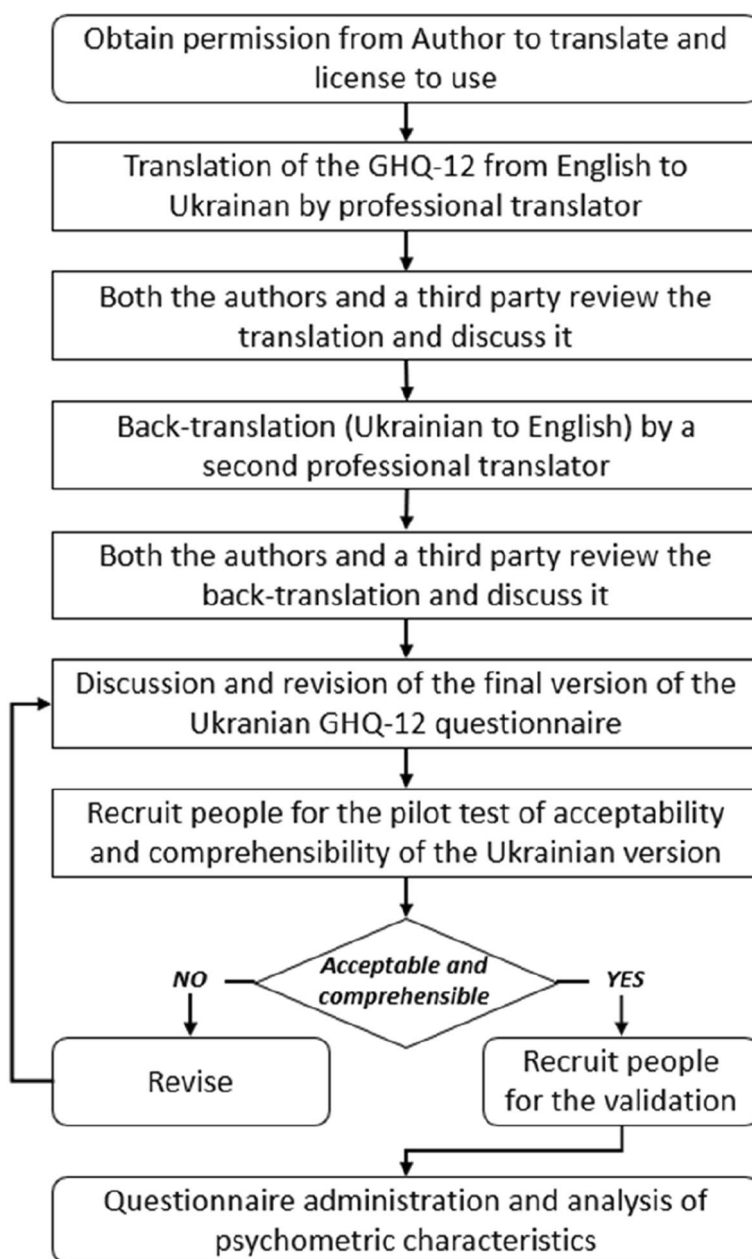 Obtain permission from Author to translate and
license to use
Translation of the GHQ-12 from English to
Ukrainan by professional translator
Both the authors and a third party review the
translation and discuss it
Back-translation (Ukrainian to English) by a
second professional translator
Both the authors and a third party review the
back-translation and discuss it
Discussion and revision of the final version of the
Ukranian GHQ-12 questionnaire
Recruit people for the pilot test of acceptability
and comprehensibility of the Ukrainian version
Acceptable and
comprehensible
NO
YES
Revise
Recruit people
for the validation
Questionnaire administration and analysis of
psychometric characteristics